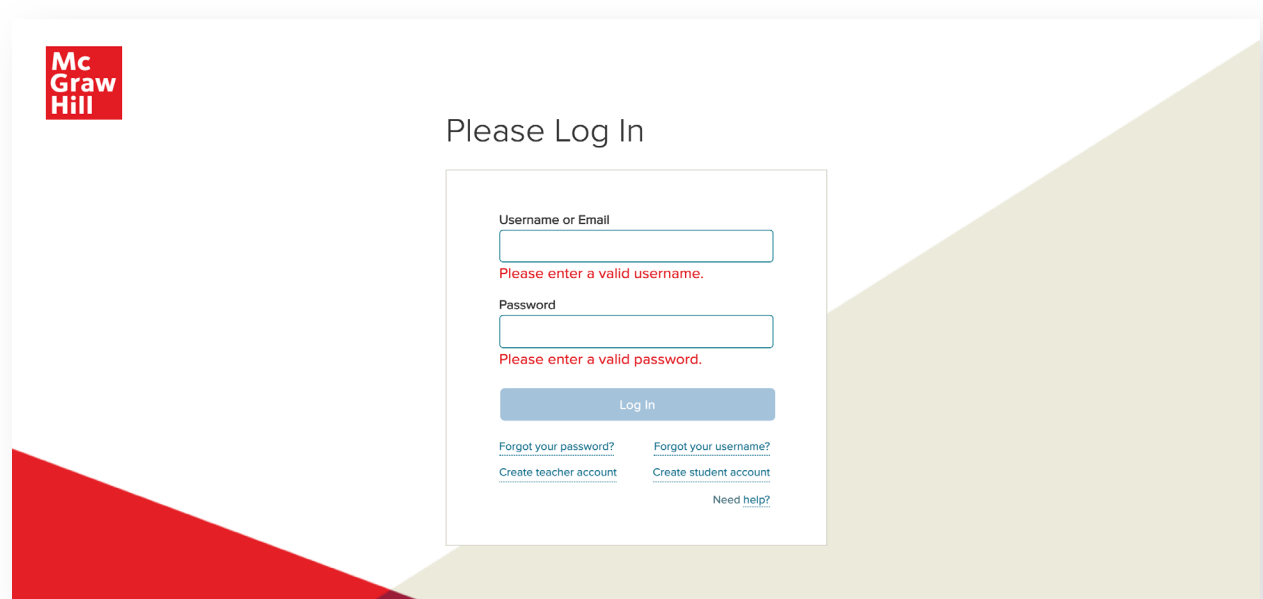 Mc
Graw
Hill
Please Log In
Username or Email
Please enter a valid username.
Password
Please enter a valid password.
Log In
Forgot your password? Forgot your username?
Create teacher account Create student account
Need help?